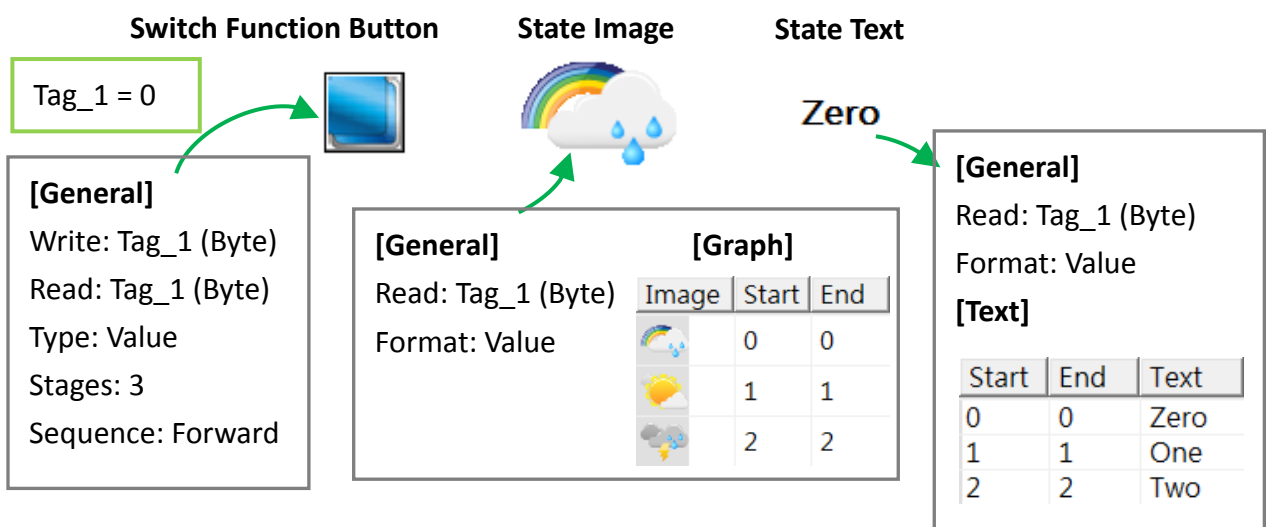 Switch Function Button
State Image
State Text
Tag_1 = 0
Zero
[General]
Write: Tag_1 (Byte)
Read: Tag_1 (Byte)
Type: Value
Stages: 3
Sequence: Forward
[General]
Read: Tag_1 (Byte)
Format: Value
[Graph]
Image Start End
0 0
1 1
2 2
[General]
Read: Tag_1 (Byte)
Format: Value
[Text]
Start End Text
0 0 Zero
1 1 One
2 2 Two